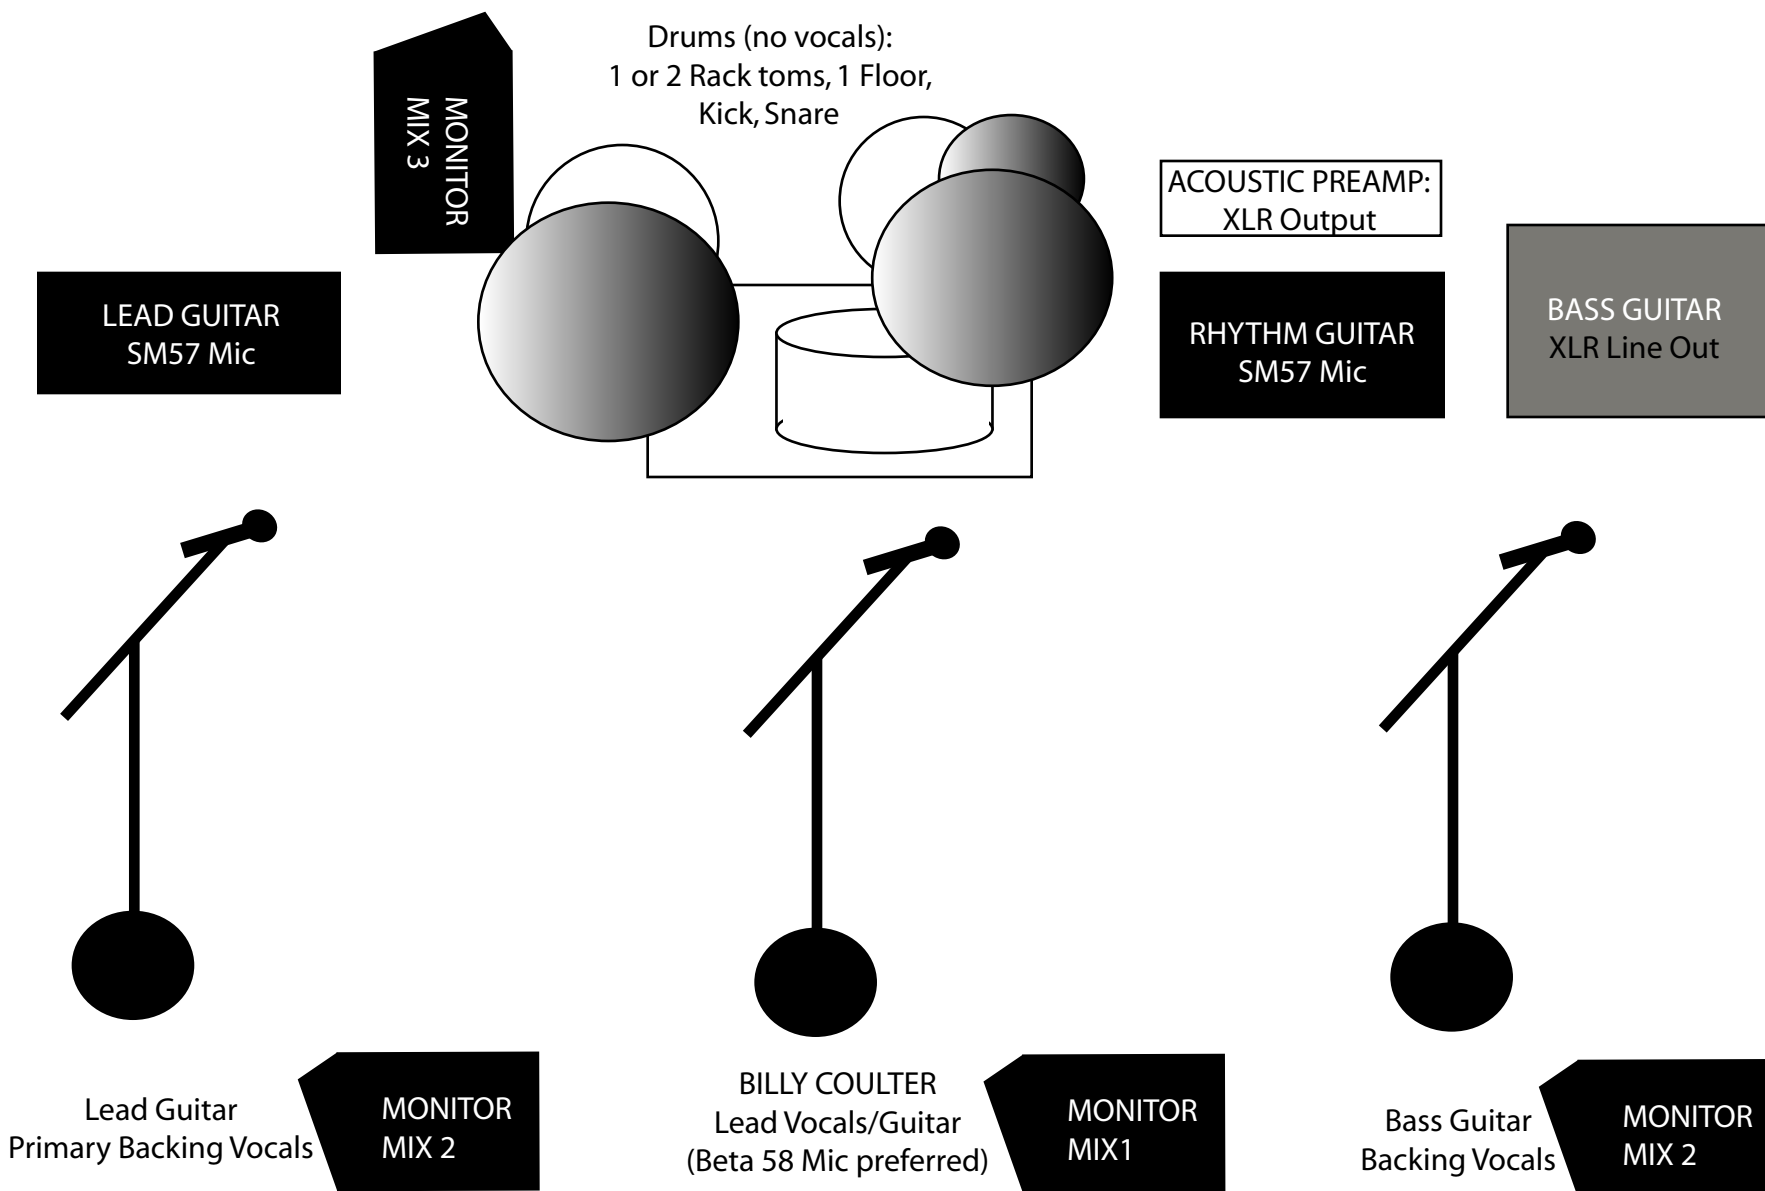 Drums (no vocals):
1 or 2 Rack toms, 1 Floor,
Kick, Snare
MONITOR
MIX 3
ACOUSTIC PREAMP:
XLR Output
LEAD GUITAR
SM57 Mic
RHYTHM GUITAR
SM57 Mic
BASS GUITAR
XLR Line Out
Lead Guitar
Primary Backing Vocals
MONITOR
MIX 2
BILLY COULTER
Lead Vocals/Guitar
(Beta 58 Mic preferred)
MONITOR
MIX1
Bass Guitar
Backing Vocals
MONITOR
MIX 2